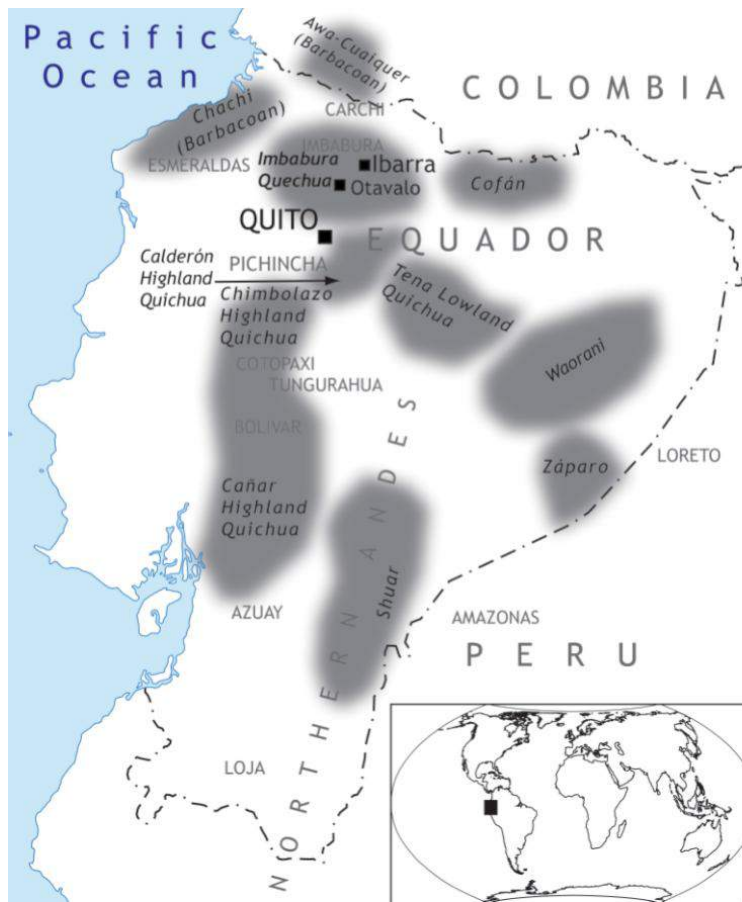 Pacific
Ocean
Awa-Cuaiquer
(Barbacoan)
COLOMBIA
Chachi
(Barbacoan)
CARCHI
ESMERALDAS
IMBABURA
Imbabura
Quechua
Ibarra
Otavalo
Cofán
QUITO
EQUADOR
PICHINCHA
Calderón
Highland
Quichua
Chimbolazo
Highland
Quichua
Tena Lowland
Quichua
COTOPAXI
TUNGURAHUA
Waorani
BOLIVAR
LORETO
Záparo
Cañar
Highland
Quichua
Shuar
AZUAY
AMAZONAS
PERU
LOJA
NORTHERN ANDES